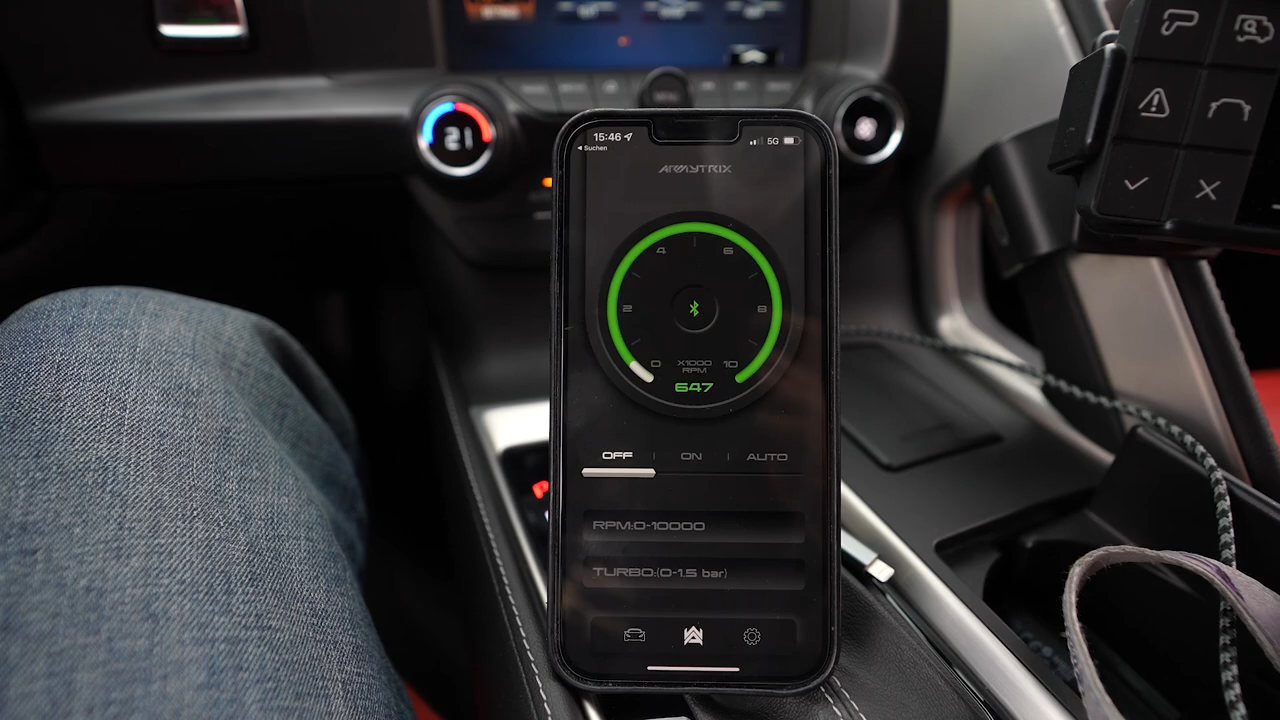 21
15:46
5G
Suchen
ARMYTRIX
4 6
2 8
0 X1000 10
RPM
647
OFF ON AUTO
RPM:0-10000
TURBO:(0-1.5 bar)
P